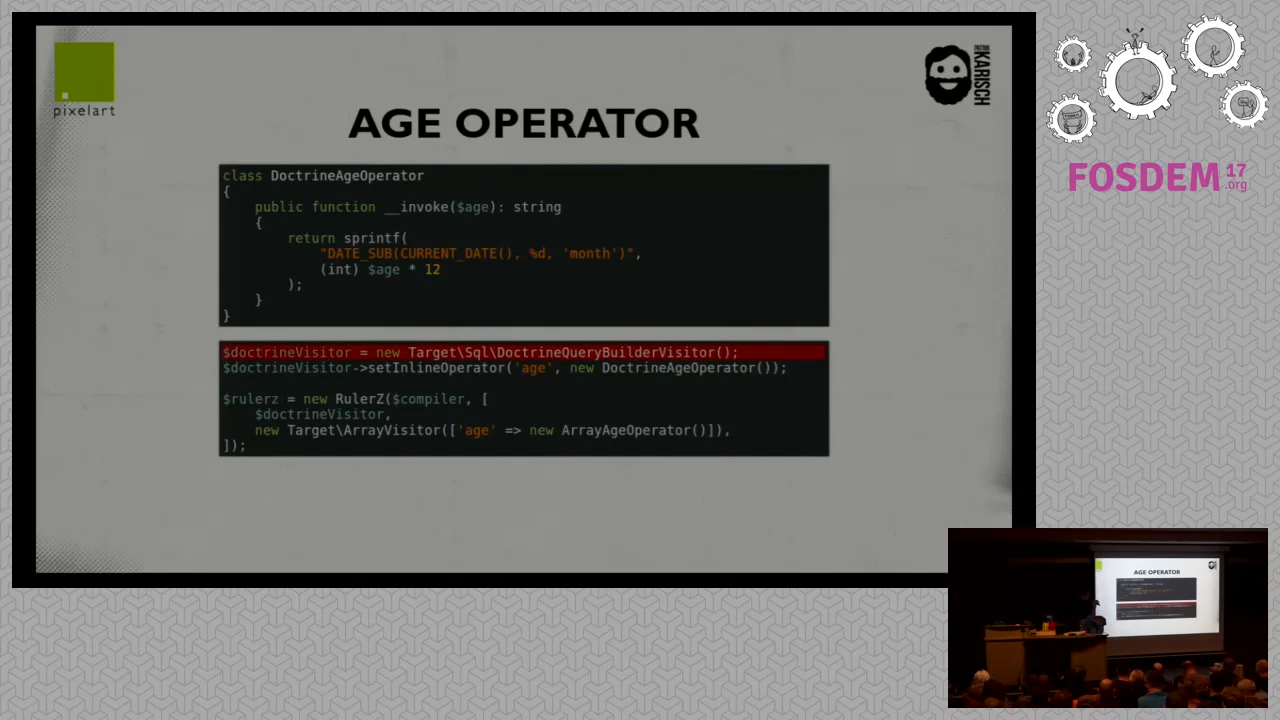 pixelart
KARISCH
AGE OPERATOR
class DoctrineAgeOperator
{
    public function __invoke($age): string
    {
        return sprintf(
            "DATE_SUB(CURRENT_DATE(), %d, 'month')",
            (int) $age * 12
        );
    }
}
$doctrineVisitor = new Target\Sql\DoctrineQueryBuilderVisitor();
$doctrineVisitor->setInlineOperator('age', new DoctrineAgeOperator());
$rulerz = new RulerZ($compiler, [
    $doctrineVisitor,
    new Target\ArrayVisitor(['age' => new ArrayAgeOperator()]),
]);
FOSDEM 17
.org
AGE OPERATOR